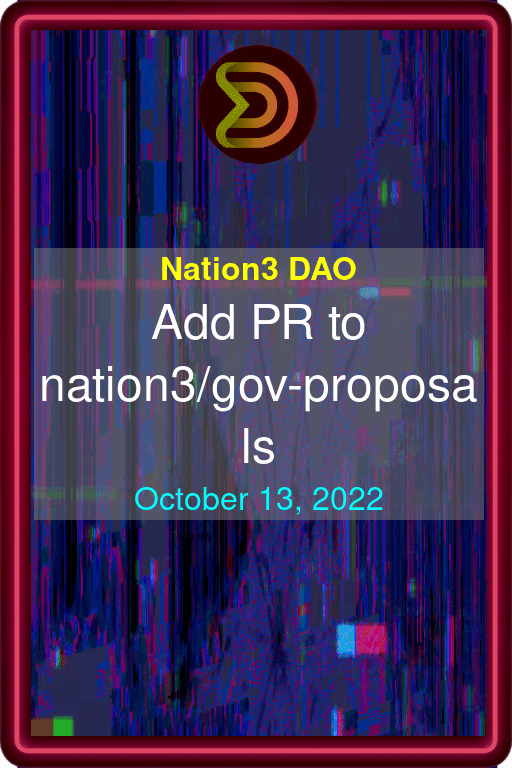 Nation3 DAO
Add PR to
nation3/gov-proposa
ls
October 13, 2022